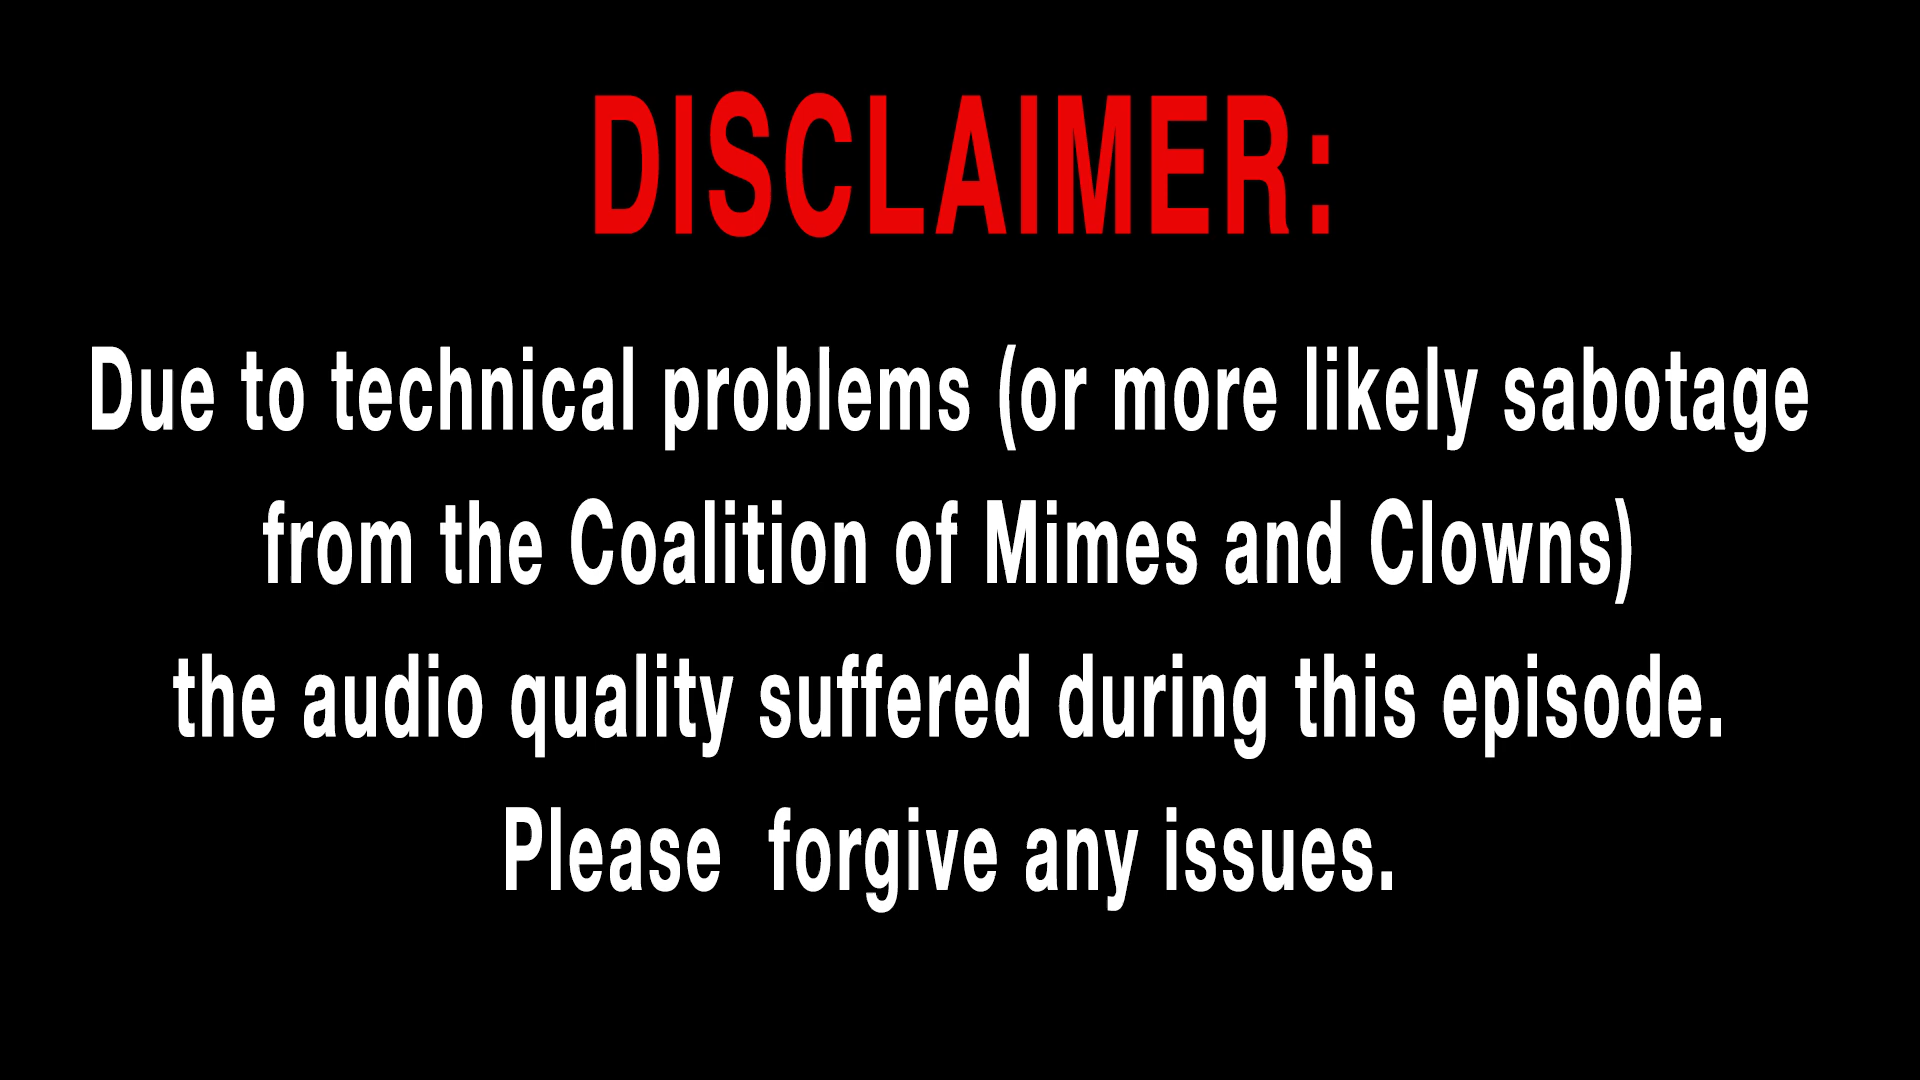 DISCLAIMER:
Due to technical problems (or more likely sabotage
from the Coalition of Mimes and Clowns)
the audio quality suffered during this episode.
Please  forgive any issues.